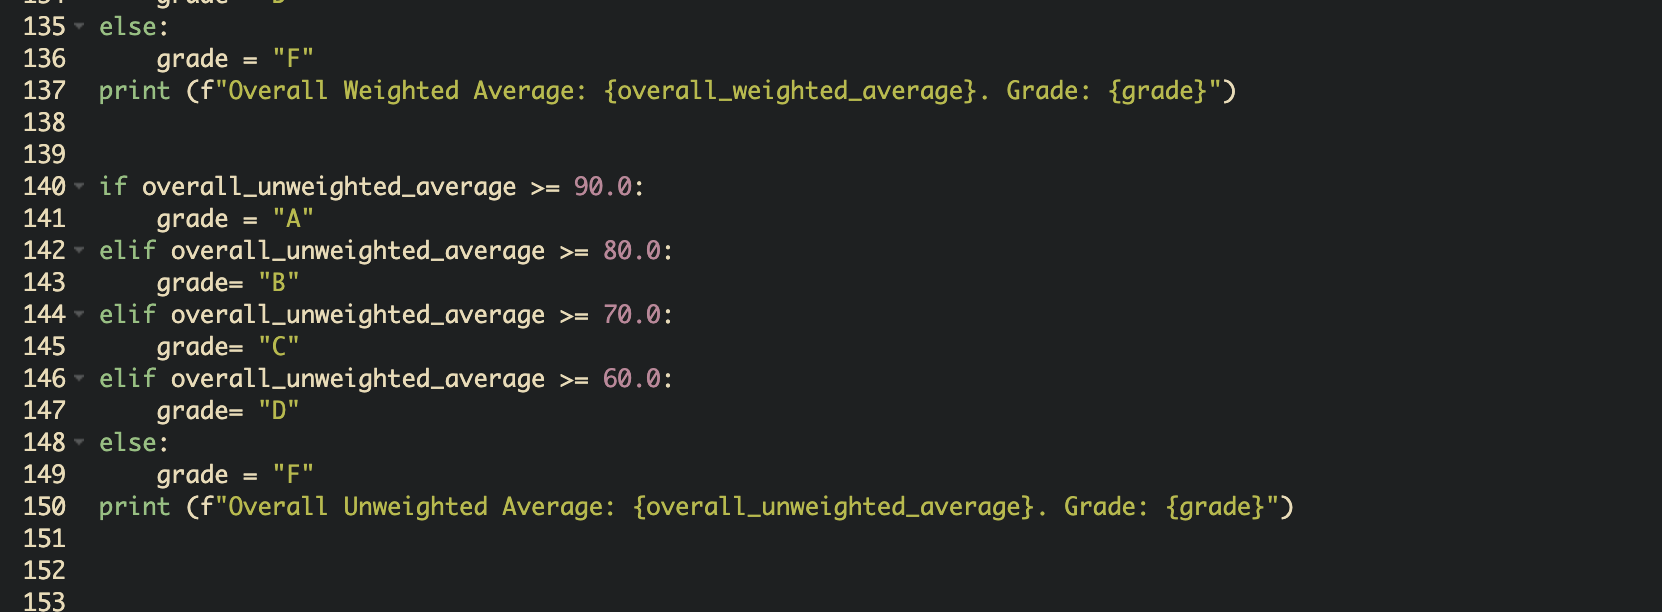 135 else:
136     grade = "F"
137 print (f"Overall Weighted Average: {overall_weighted_average}. Grade: {grade}")
138
139
140 if overall_unweighted_average >= 90.0:
141     grade = "A"
142 elif overall_unweighted_average >= 80.0:
143     grade= "B"
144 elif overall_unweighted_average >= 70.0:
145     grade= "C"
146 elif overall_unweighted_average >= 60.0:
147     grade= "D"
148 else:
149     grade = "F"
150 print (f"Overall Unweighted Average: {overall_unweighted_average}. Grade: {grade}")
151
152
153